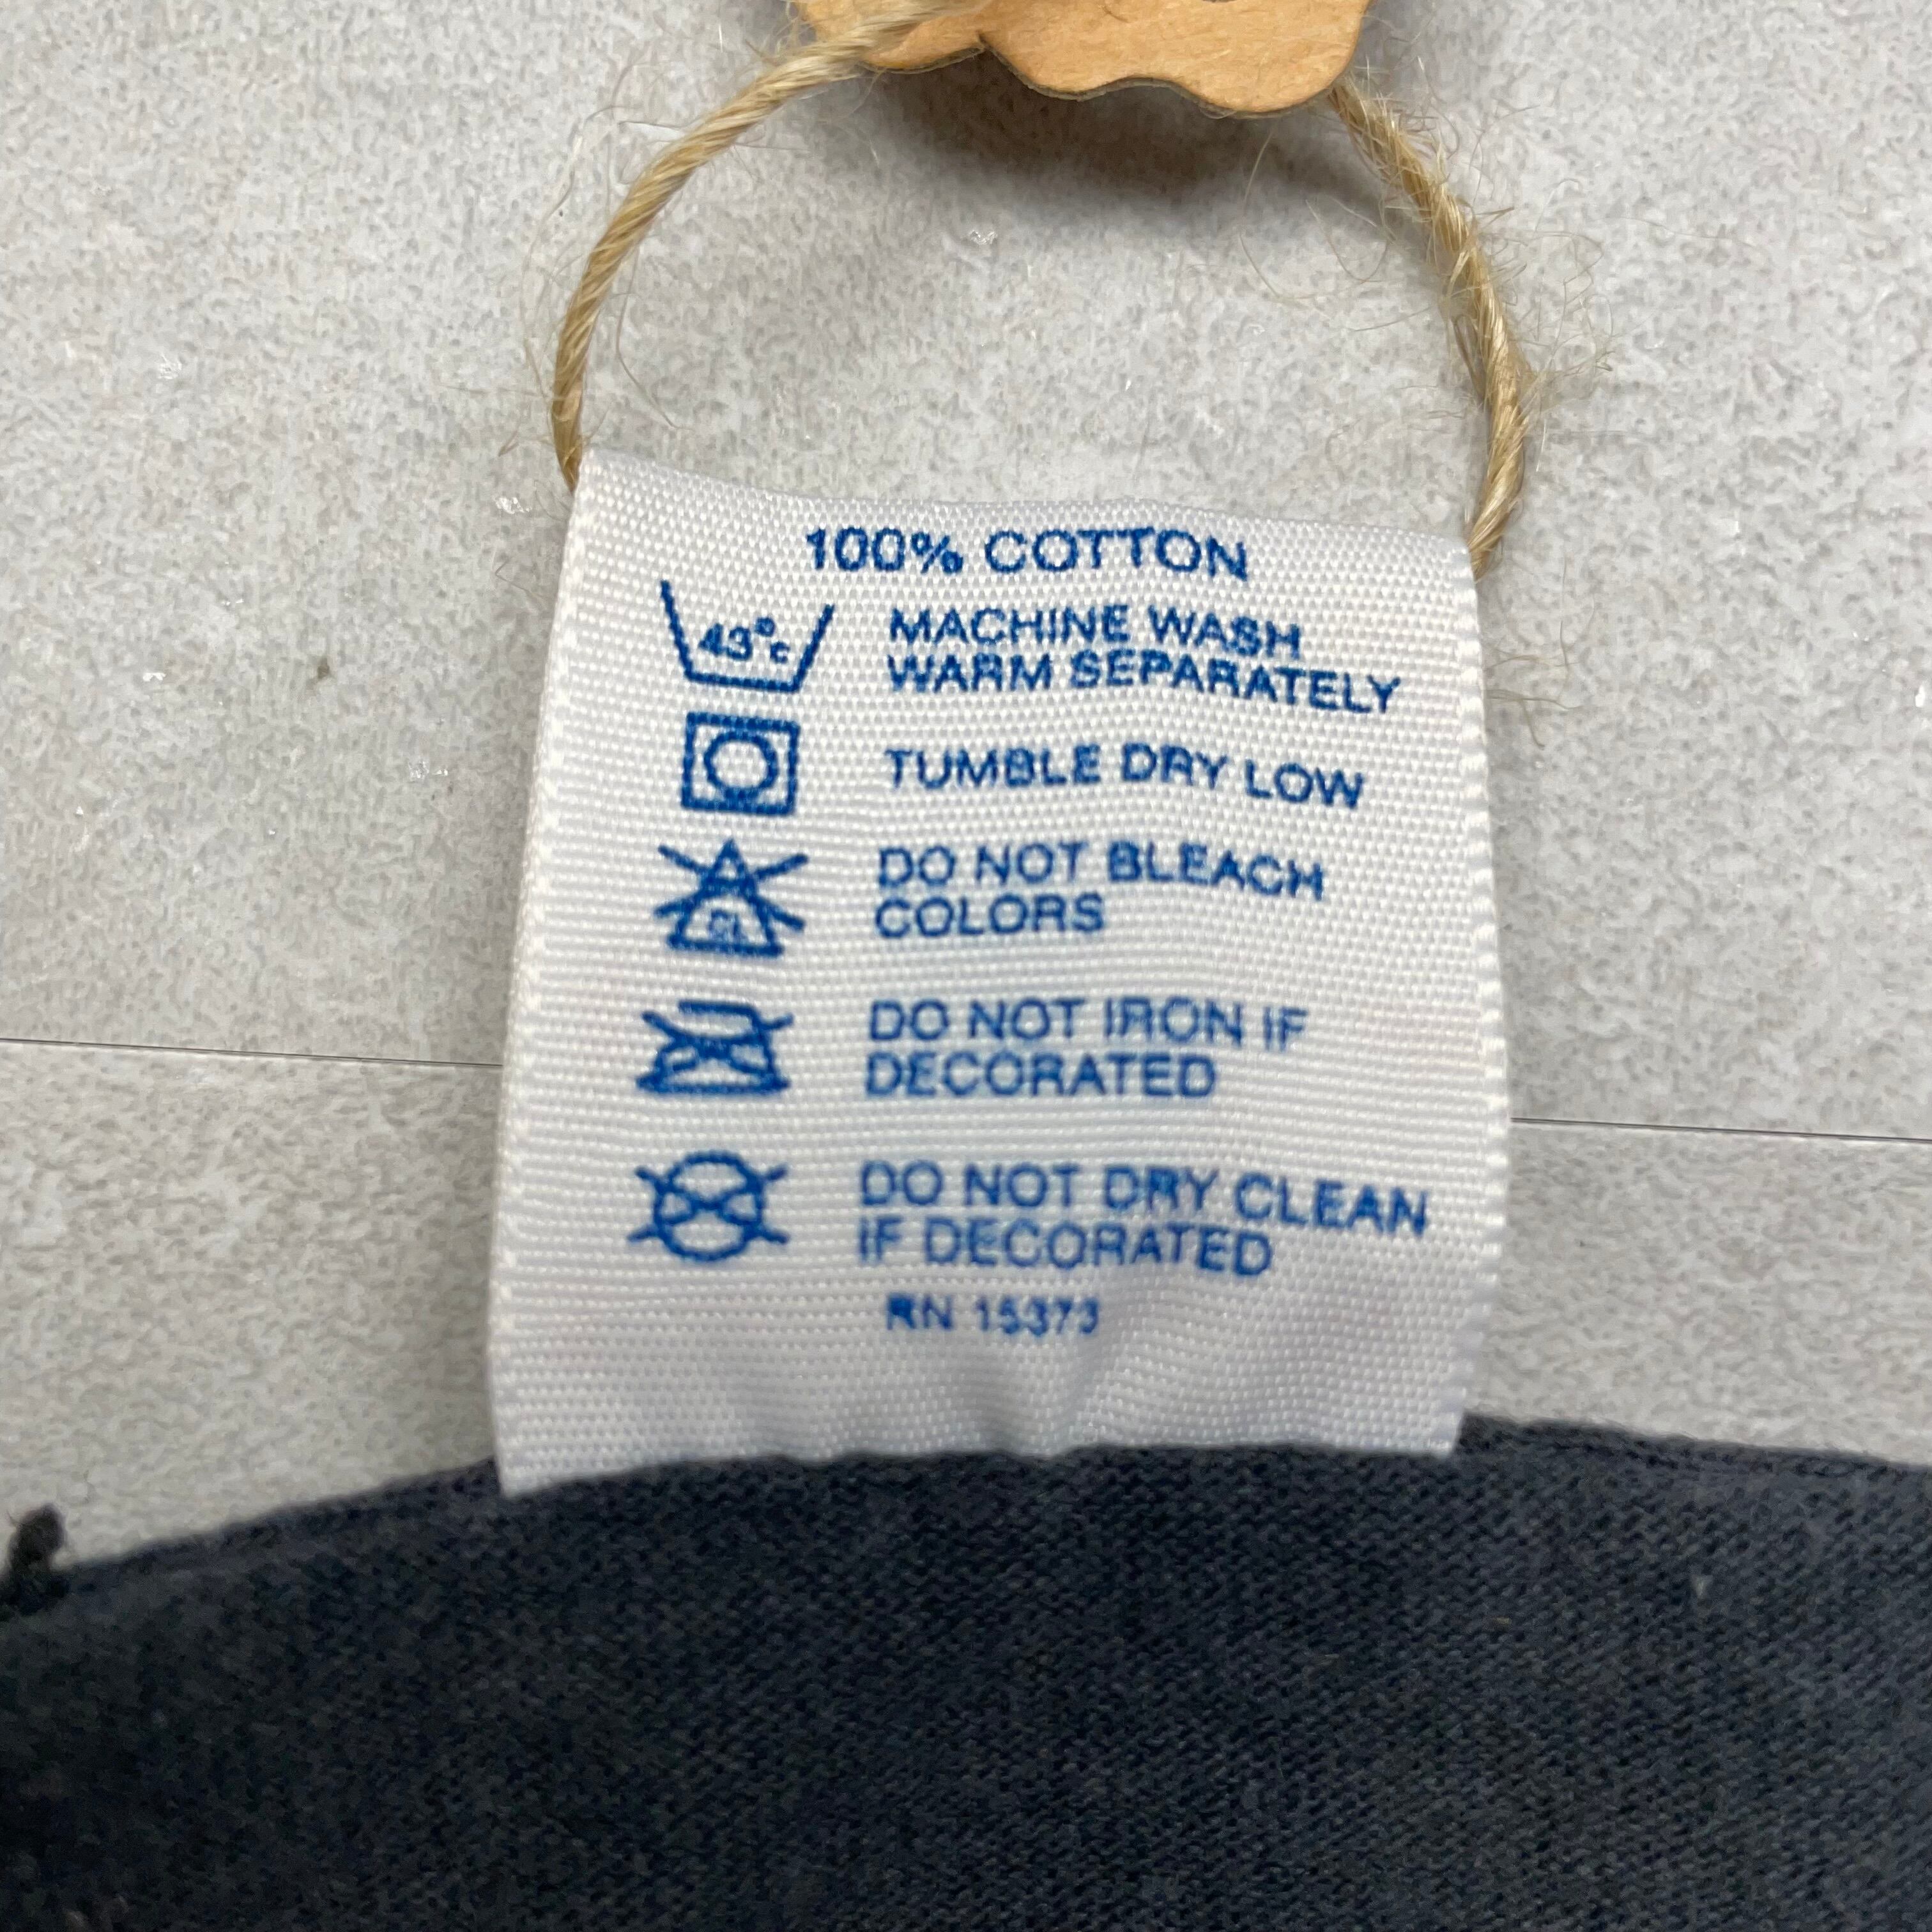 100% COTTON
43°C
MACHINE WASH
WARM SEPARATELY
TUMBLE DRY LOW
CL
DO NOT BLEACH
COLORS
DO NOT IRON IF
DECORATED
DO NOT DRY CLEAN
IF DECORATED
RN 15373